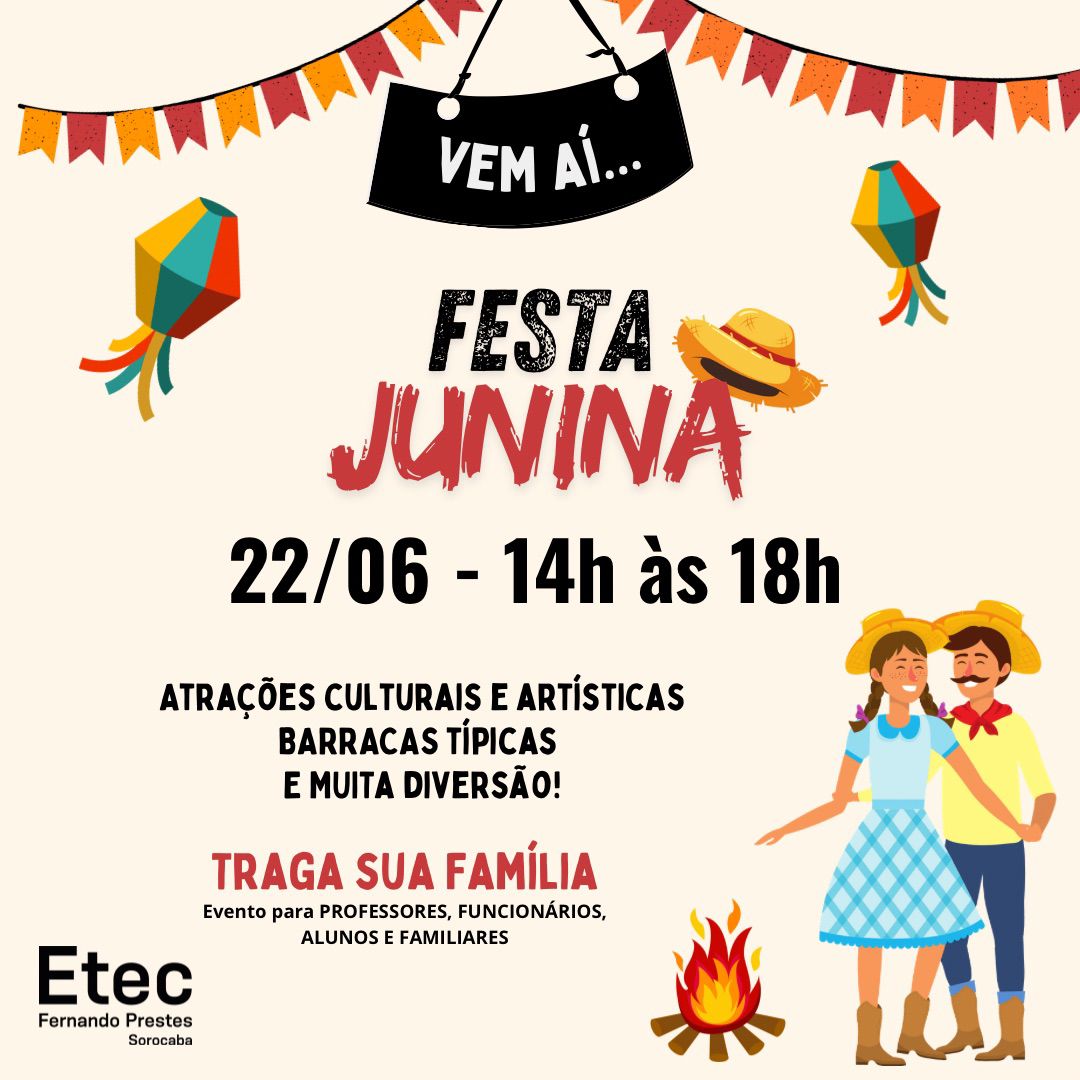 VEM AÍ...
FESTA
JUNINA
22/06 - 14h às 18h
ATRAÇÕES CULTURAIS E ARTÍSTICAS
BARRACAS TÍPICAS
E MUITA DIVERSÃO!
TRAGA SUA FAMÍLIA
Evento para PROFESSORES, FUNCIONÁRIOS,
ALUNOS E FAMILIARES
Etec
Fernando Prestes
Sorocaba